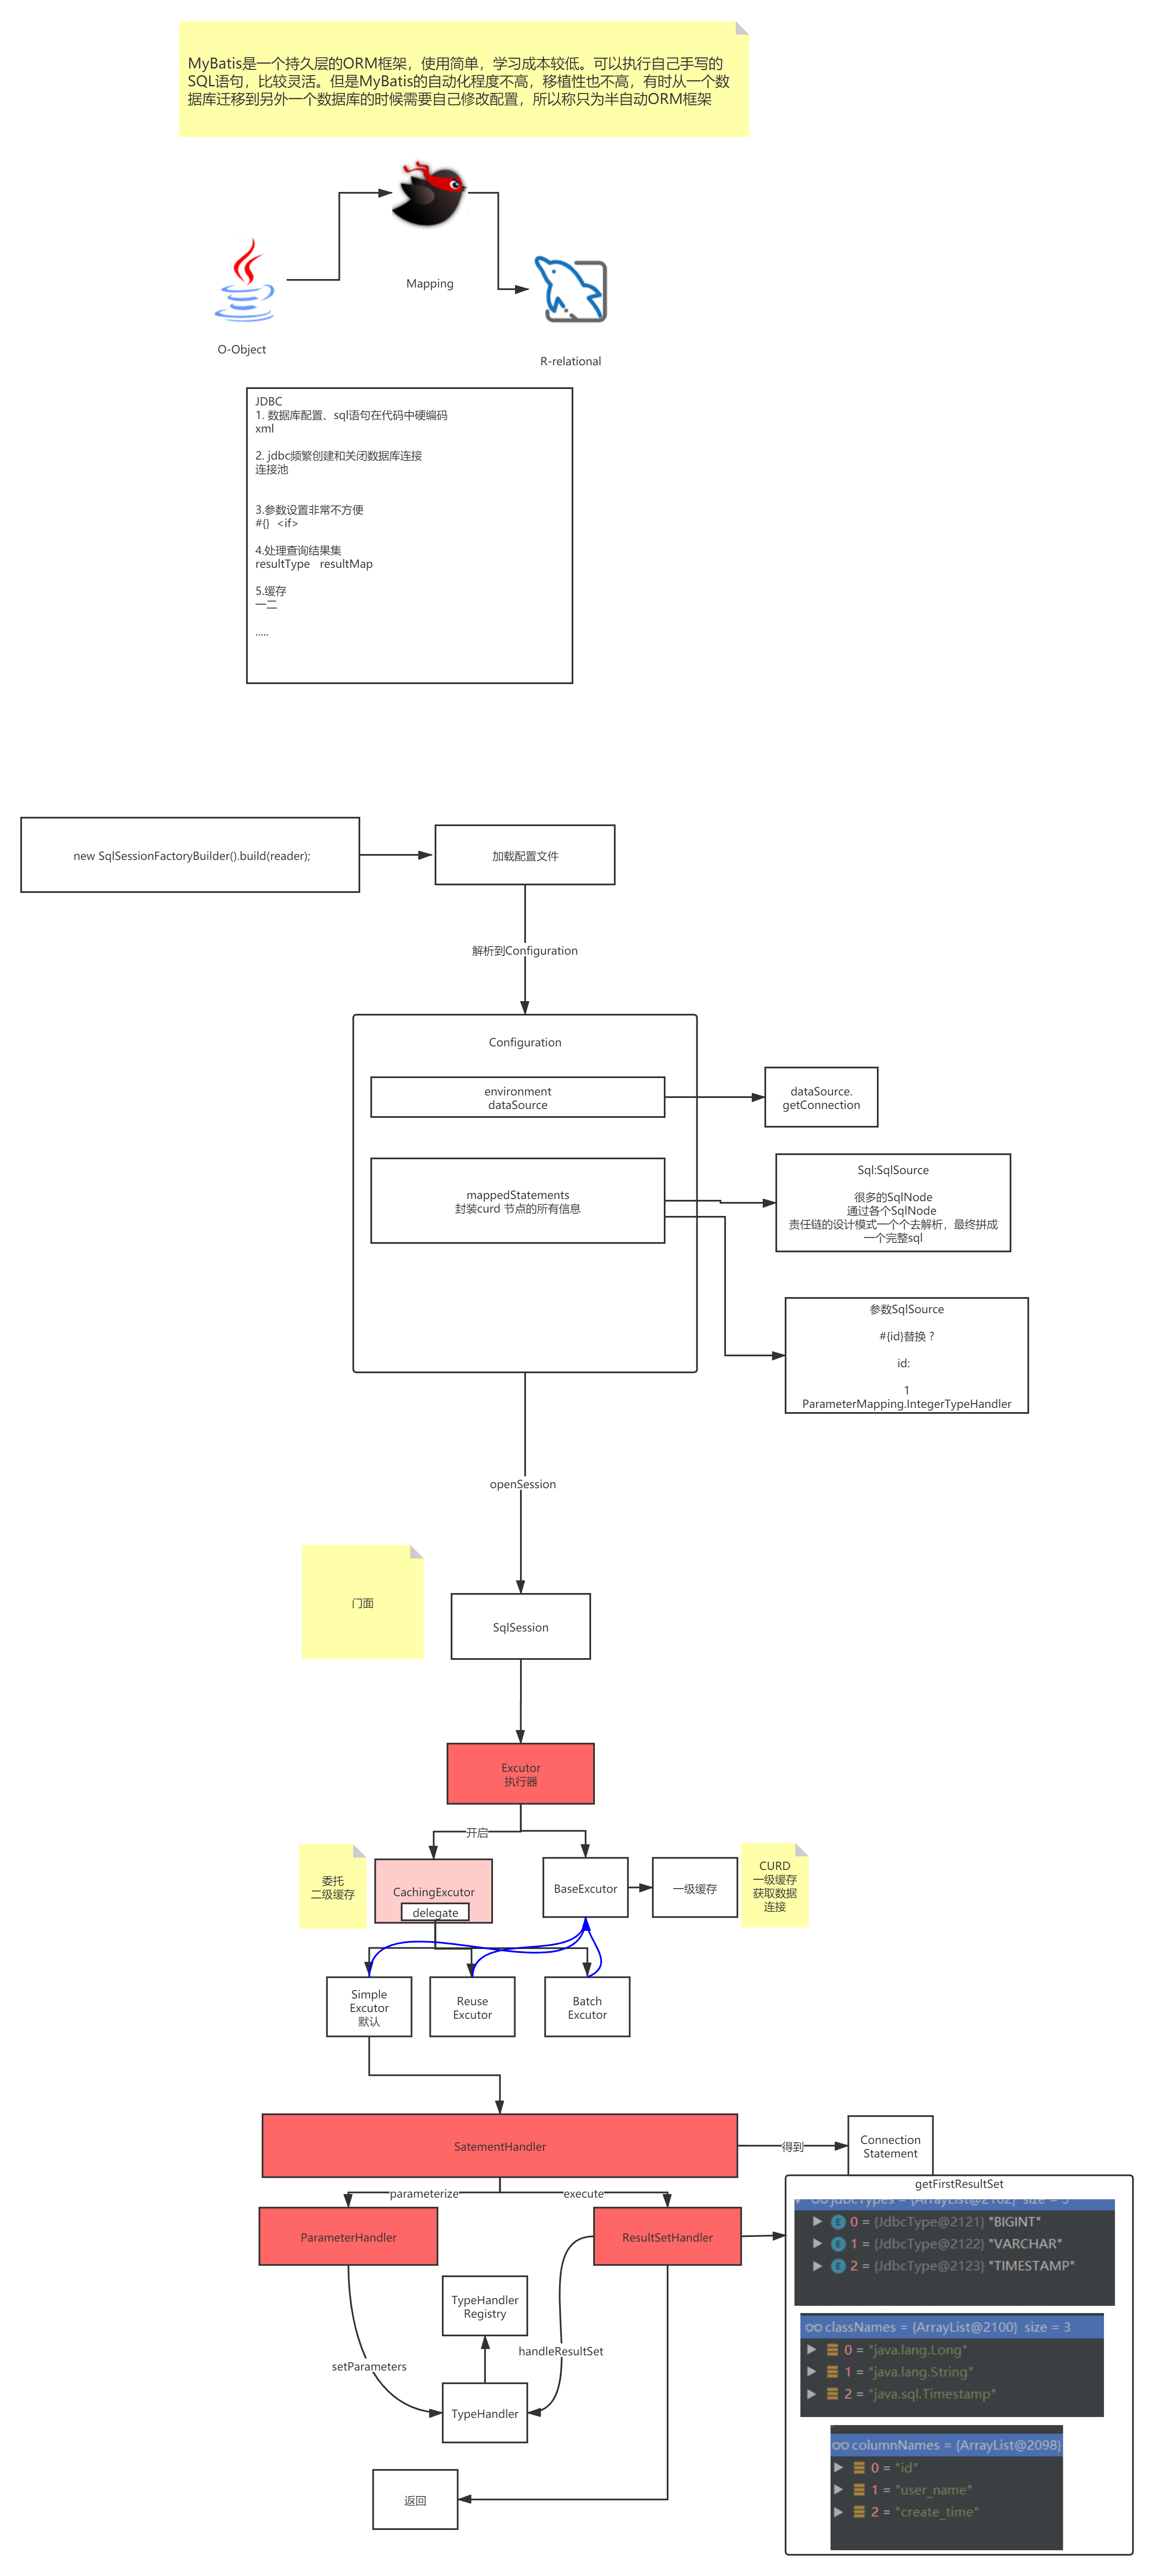 MyBatis是一个持久层的ORM框架，使用简单，学习成本较低。可以执行自己手写的
SQL语句，比较灵活。但是MyBatis的自动化程度不高，移植性也不高，有时从一个数
据库迁移到另外一个数据库的时候需要自己修改配置，所以称只为半自动ORM框架
Mapping
O-Object
R-relational
JDBC
1. 数据库配置、sql语句在代码中硬编码
xml
2. jdbc频繁创建和关闭数据库连接
连接池
3.参数设置非常不方便
#{} <if>
4.处理查询结果集
resultType resultMap
5.缓存
一二
.....
new SqlSessionFactoryBuilder().build(reader);
加载配置文件
解析到Configuration
Configuration
environment
dataSource
dataSource.
getConnection
mappedStatements
封装curd 节点的所有信息
Sql:SqlSource
很多的SqlNode
通过各个SqlNode
责任链的设计模式一个个去解析，最终拼成
一个完整sql
参数SqlSource
#{id}替换 ?
id:
1
ParameterMapping.IntegerTypeHandler
openSession
门面
SqlSession
Excutor
执行器
开启
委托
二级缓存
CachingExcutor
delegate
BaseExcutor
一级缓存
CURD
一级缓存
获取数据
连接
Simple
Excutor
默认
Reuse
Excutor
Batch
Excutor
SatementHandler
得到
Connection
Statement
parameterize
execute
ParameterHandler
ResultSetHandler
getFirstResultSet
jdbcTypes = {ArrayList@2102} size = 3
0 = {JdbcType@2121} "BIGINT"
1 = {JdbcType@2122} "VARCHAR"
2 = {JdbcType@2123} "TIMESTAMP"
classNames = {ArrayList@2100} size = 3
0 = "java.lang.Long"
1 = "java.lang.String"
2 = "java.sql.Timestamp"
columnNames = {ArrayList@2098}
0 = "id"
1 = "user_name"
2 = "create_time"
TypeHandler
Registry
setParameters
handleResultSet
TypeHandler
返回